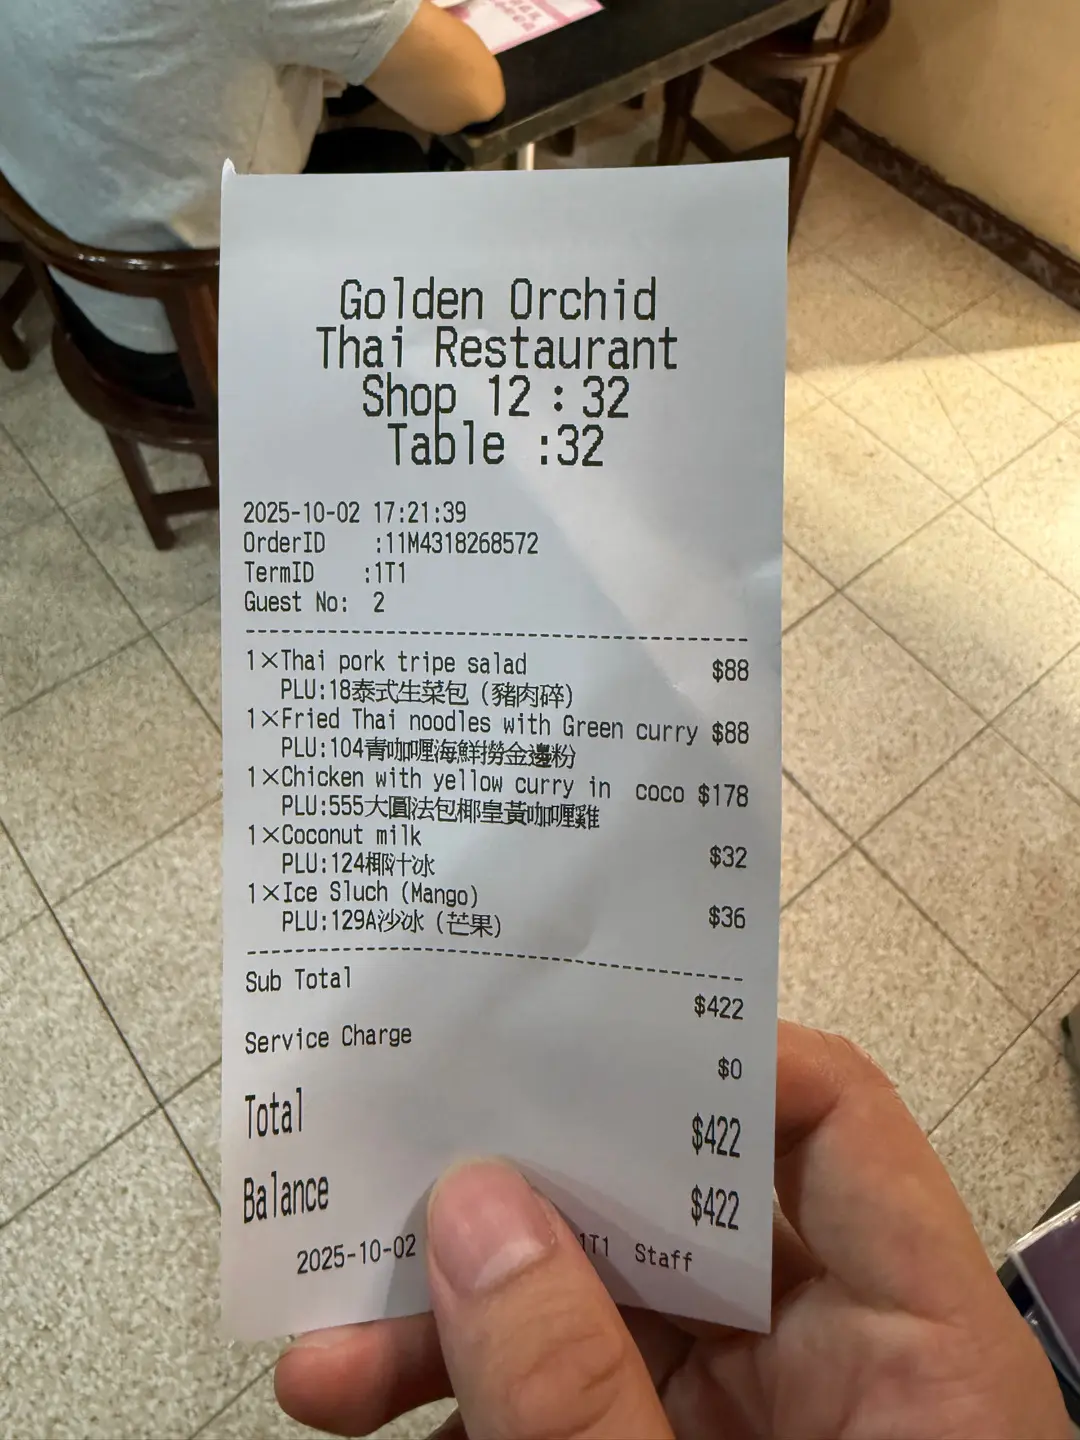 Golden Orchid
Thai Restaurant
Shop 12 : 32
Table :32
2025-10-02 17:21:39
OrderID :11M4318268572
TermID :1T1
Guest No: 2
1×Thai pork tripe salad $88
PLU:18泰式生菜包（豬肉碎）
1×Fried Thai noodles with Green curry $88
PLU:104青咖喱海鮮撈金邊粉
1×Chicken with yellow curry in coco $178
PLU:555大圓法包椰皇黃咖喱雞
1×Coconut milk $32
PLU:124椰汁冰
1×Ice Sluch (Mango) $36
PLU:129A沙冰（芒果）
Sub Total $422
Service Charge $0
Total $422
Balance $422
2025-10-02 1T1 Staff